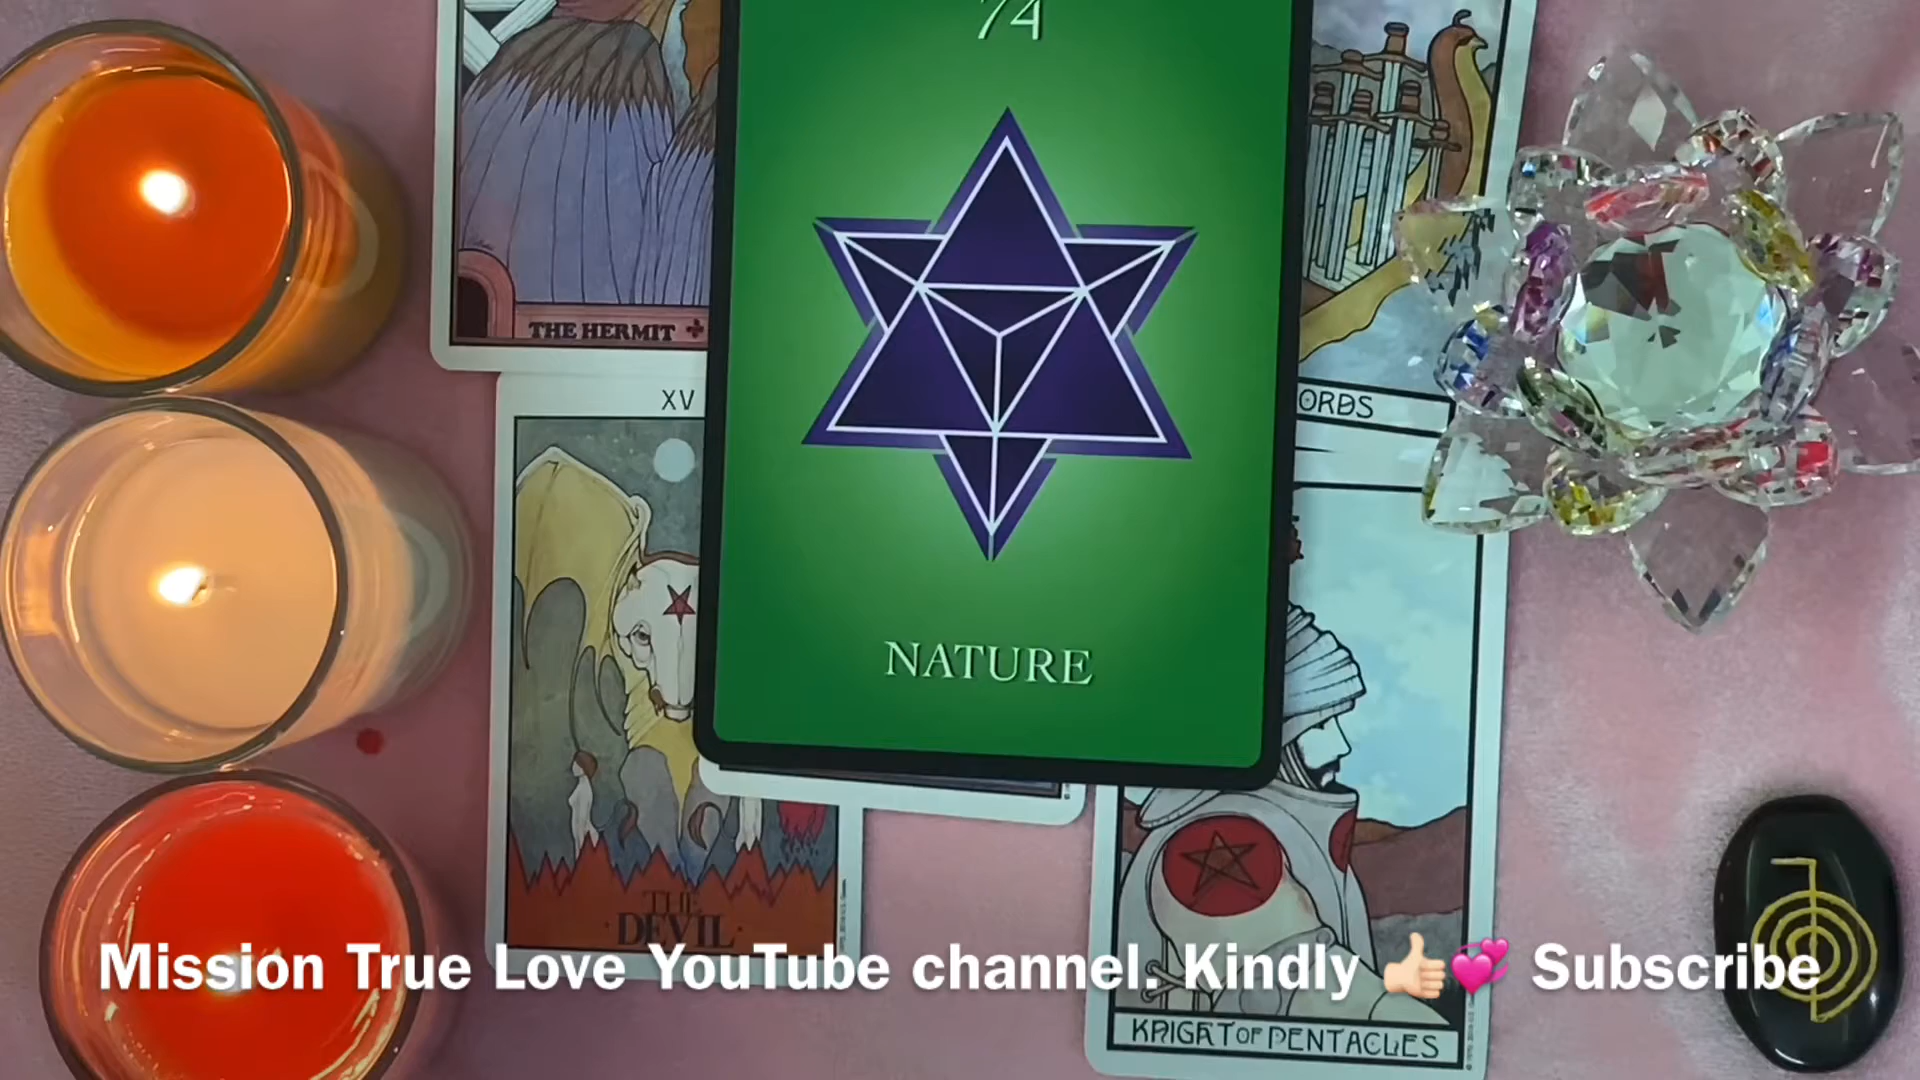 74
THE HERMIT
ORDS
XV
NATURE
THE
DEVIL
Mission True Love YouTube channel. Kindly 👍🏻💞 Subscribe
KNIGHT OF PENTACLES